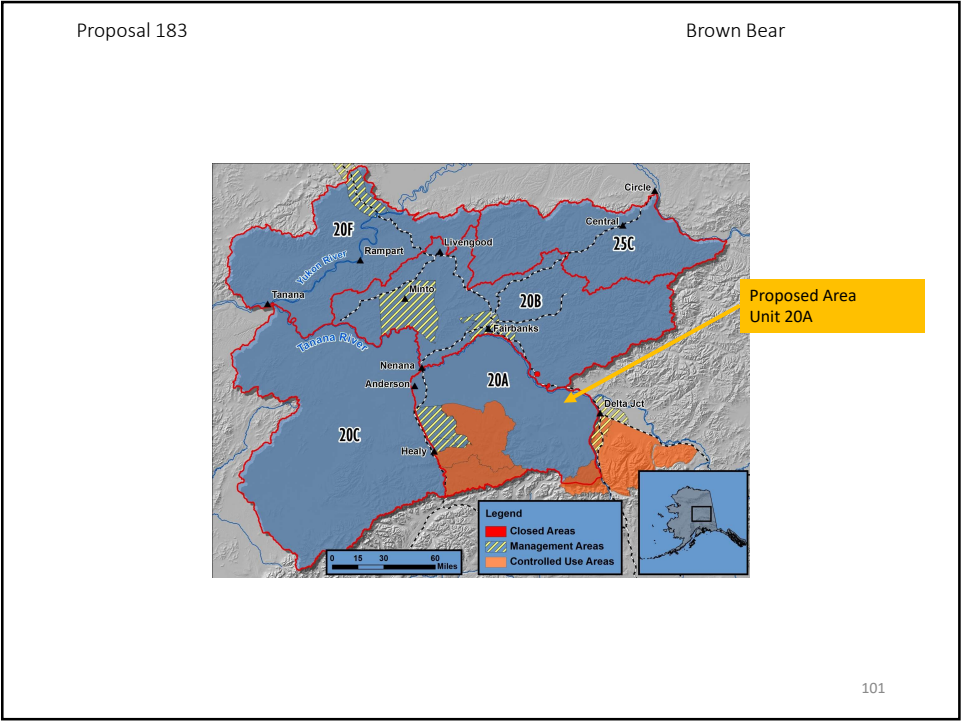 Proposal 183
Brown Bear
Circle
Central
25C
20F
Livengood
Rampart
Yukon River
Proposed Area
Unit 20A
Minto
Tanana
20B
Fairbanks
Tanana River
Nenana
20A
Anderson
Delta Jct
20C
Healy
Legend
Closed Areas
Management Areas
Controlled Use Areas
0 15 30 60
Miles
101